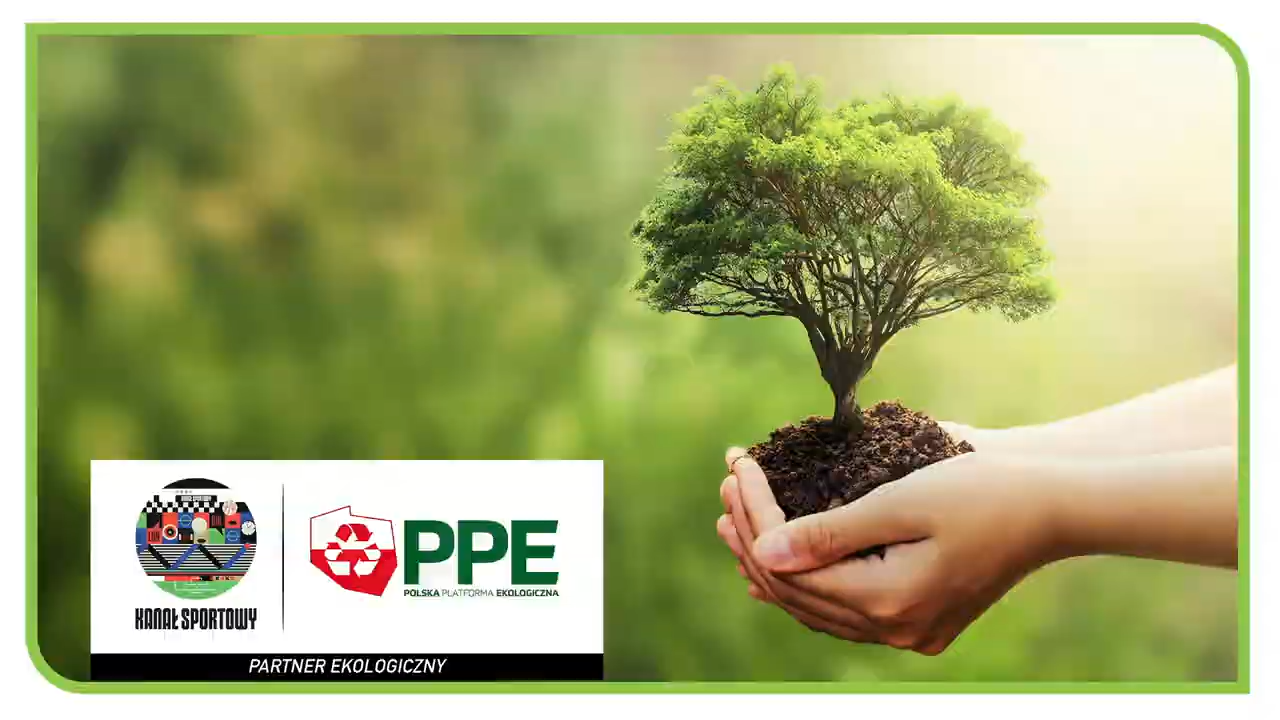 KANAŁ SPORTOWY
PPE
POLSKA PLATFORMA EKOLOGICZNA
PARTNER EKOLOGICZNY